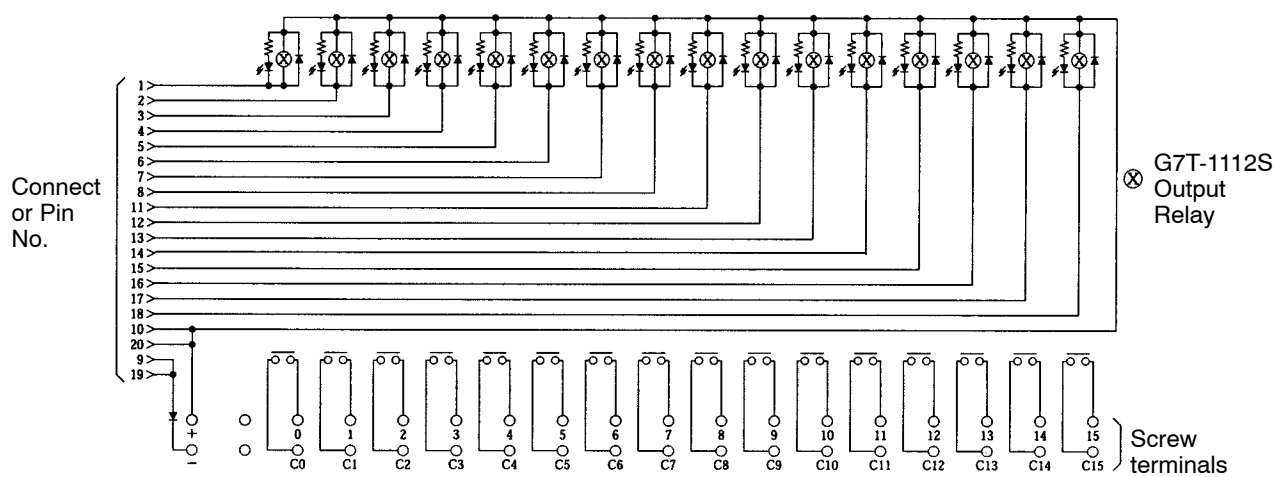 Connect
or Pin
No.
1
2
3
4
5
6
7
8
11
12
13
14
15
16
17
18
10
20
9
19
G7T-1112S
Output
Relay
+ 0 1 2 3 4 5 6 7 8 9 10 11 12 13 14 15
− C0 C1 C2 C3 C4 C5 C6 C7 C8 C9 C10 C11 C12 C13 C14 C15
Screw
terminals